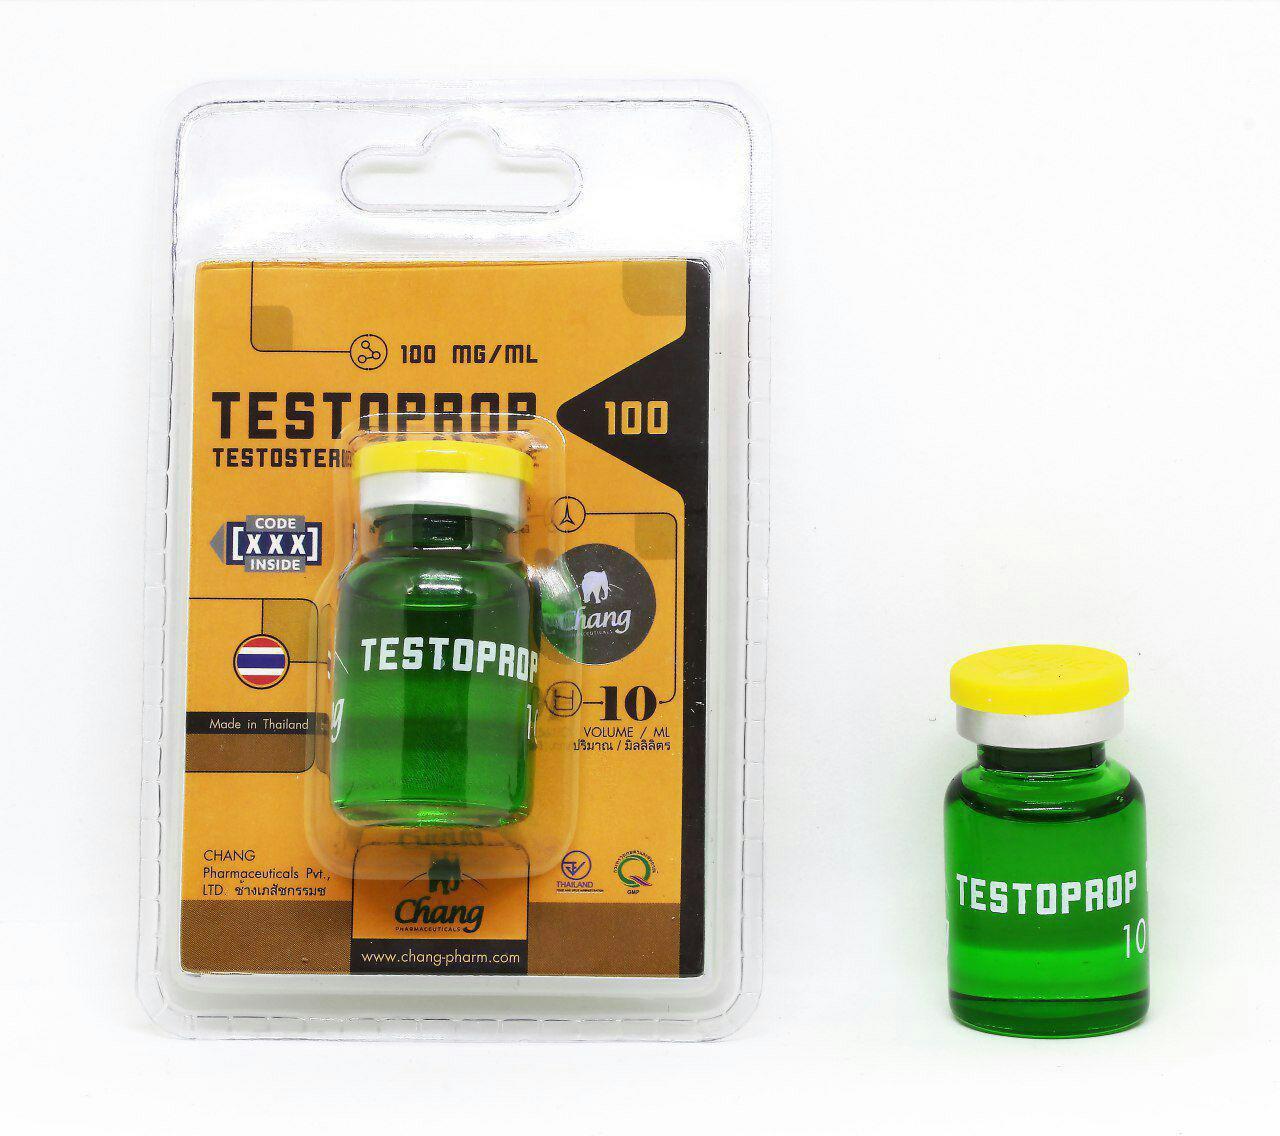 100 MG/ML
TESTOPROP
100
CODE
[XXX]
INSIDE
Chang
PHARMACEUTICALS
TESTOPROP
10
VOLUME / ML
ปริมาณ / มิลลิลิตร
Made in Thailand
CHANG
Pharmaceuticals Pvt.,
LTD. ช้างเภสัชกรรมช
THAILAND
GMP
Chang
PHARMACEUTICALS
www.chang-pharm.com
TESTOPROP
10